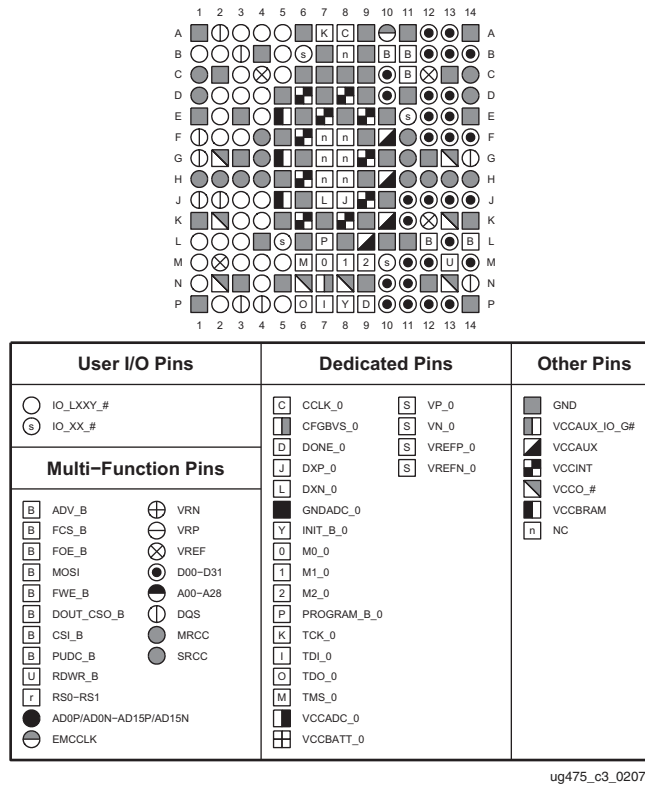 1 2 3 4 5 6 7 8 9 10 11 12 13 14
A K C A
B s n B B B
C B C
D D
E s E
F n n F
G n n G
H n n H
J L J J
K K
L s P B B L
M M 0 1 2 s U M
N N
P O I Y D P
1 2 3 4 5 6 7 8 9 10 11 12 13 14
User I/O Pins
IO_LXXY_#
s IO_XX_#
Multi−Function Pins
B ADV_B
B FCS_B
B FOE_B
B MOSI
B FWE_B
B DOUT_CSO_B
B CSI_B
B PUDC_B
U RDWR_B
r RS0−RS1
AD0P/AD0N−AD15P/AD15N
EMCCLK
VRN
VRP
VREF
D00−D31
A00−A28
DQS
MRCC
SRCC
Dedicated Pins
C CCLK_0
CFGBVS_0
D DONE_0
J DXP_0
L DXN_0
GNDADC_0
Y INIT_B_0
0 M0_0
1 M1_0
2 M2_0
P PROGRAM_B_0
K TCK_0
I TDI_0
O TDO_0
M TMS_0
VCCADC_0
VCCBATT_0
S VP_0
S VN_0
S VREFP_0
S VREFN_0
Other Pins
GND
VCCAUX_IO_G#
VCCAUX
VCCINT
VCCO_#
VCCBRAM
n NC
ug475_c3_0207